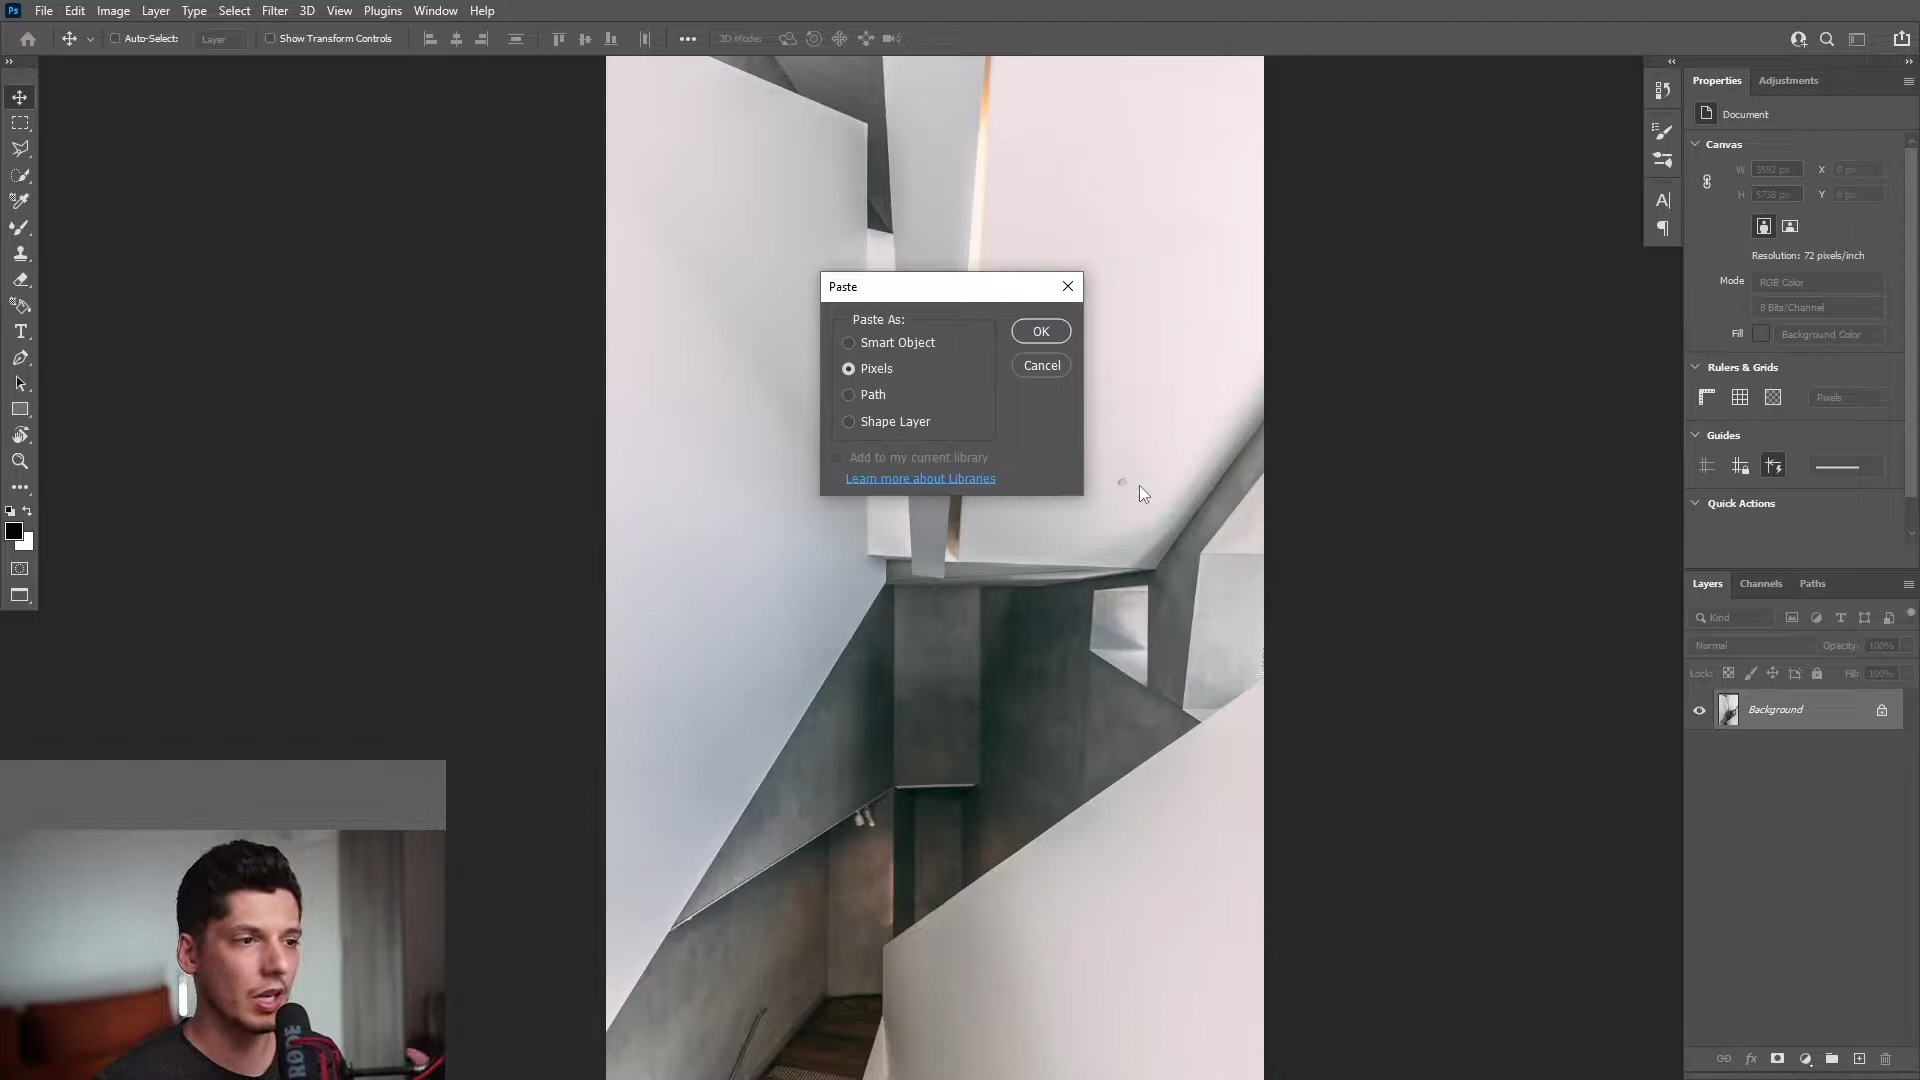 Ps File Edit Image Layer Type Select Filter 3D View Plugins Window Help
Auto-Select: Layer Show Transform Controls 3D Mode:
Properties Adjustments
Document
Canvas
W 3592 px X 0 px
H 5738 px Y 0 px
Resolution: 72 pixels/inch
Mode RGB Color
8 Bits/Channel
Fill Background Color
Rulers & Grids
Pixels
Guides
Quick Actions
Paste
Paste As:
Smart Object
Pixels
Path
Shape Layer
OK
Cancel
Add to my current library
Learn more about Libraries
Layers Channels Paths
Kind
Normal Opacity: 100%
Lock: Fill: 100%
Background
fx
RØDE